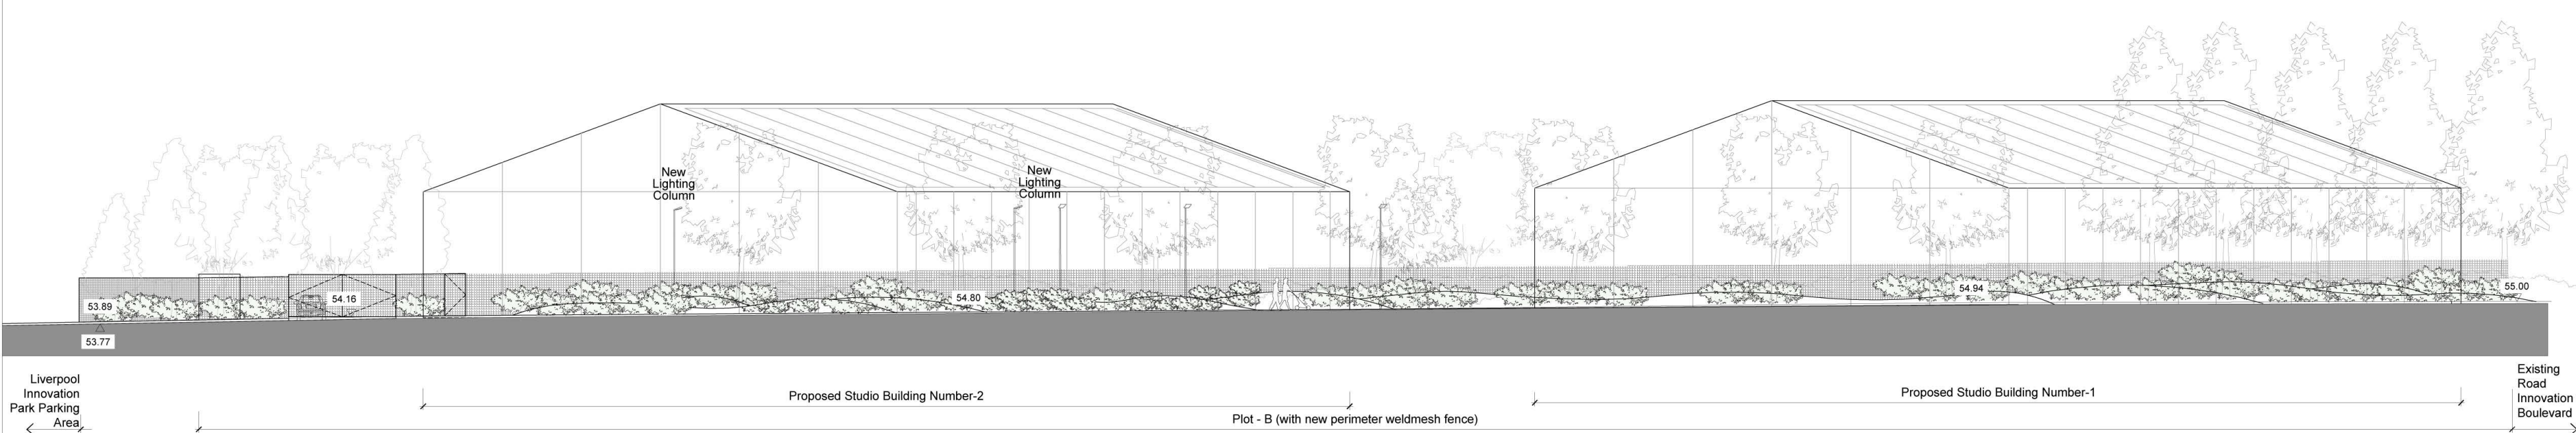 New
Lighting
Column
New
Lighting
Column
53.89
54.16
54.80
54.94
55.00
53.77
Liverpool
Innovation
Park Parking
Area
Proposed Studio Building Number-2
Proposed Studio Building Number-1
Plot - B (with new perimeter weldmesh fence)
Existing
Road
Innovation
Boulevard